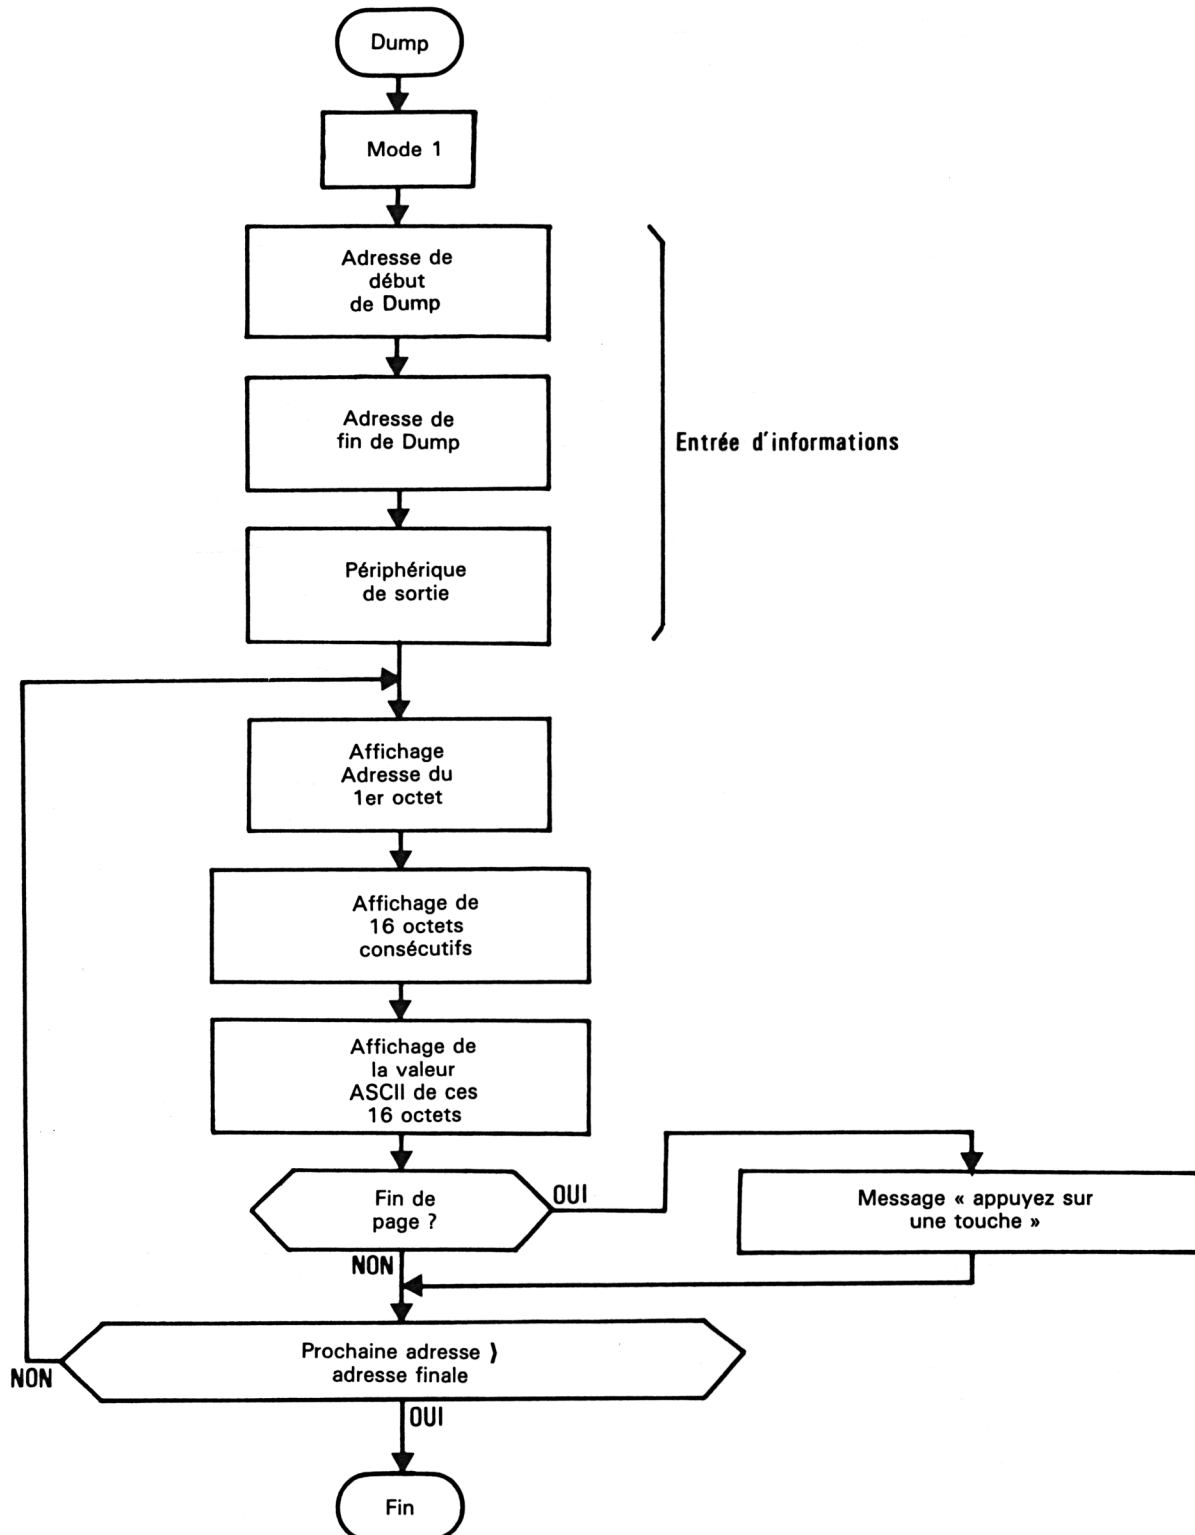 Dump
Mode 1
Adresse de
début
de Dump
Adresse de
fin de Dump
Entrée d'informations
Périphérique
de sortie
Affichage
Adresse du
1er octet
Affichage de
16 octets
consécutifs
Affichage de
la valeur
ASCII de ces
16 octets
Fin de
page ?
OUI
Message « appuyez sur
une touche »
NON
Prochaine adresse )
adresse finale
NON
OUI
Fin